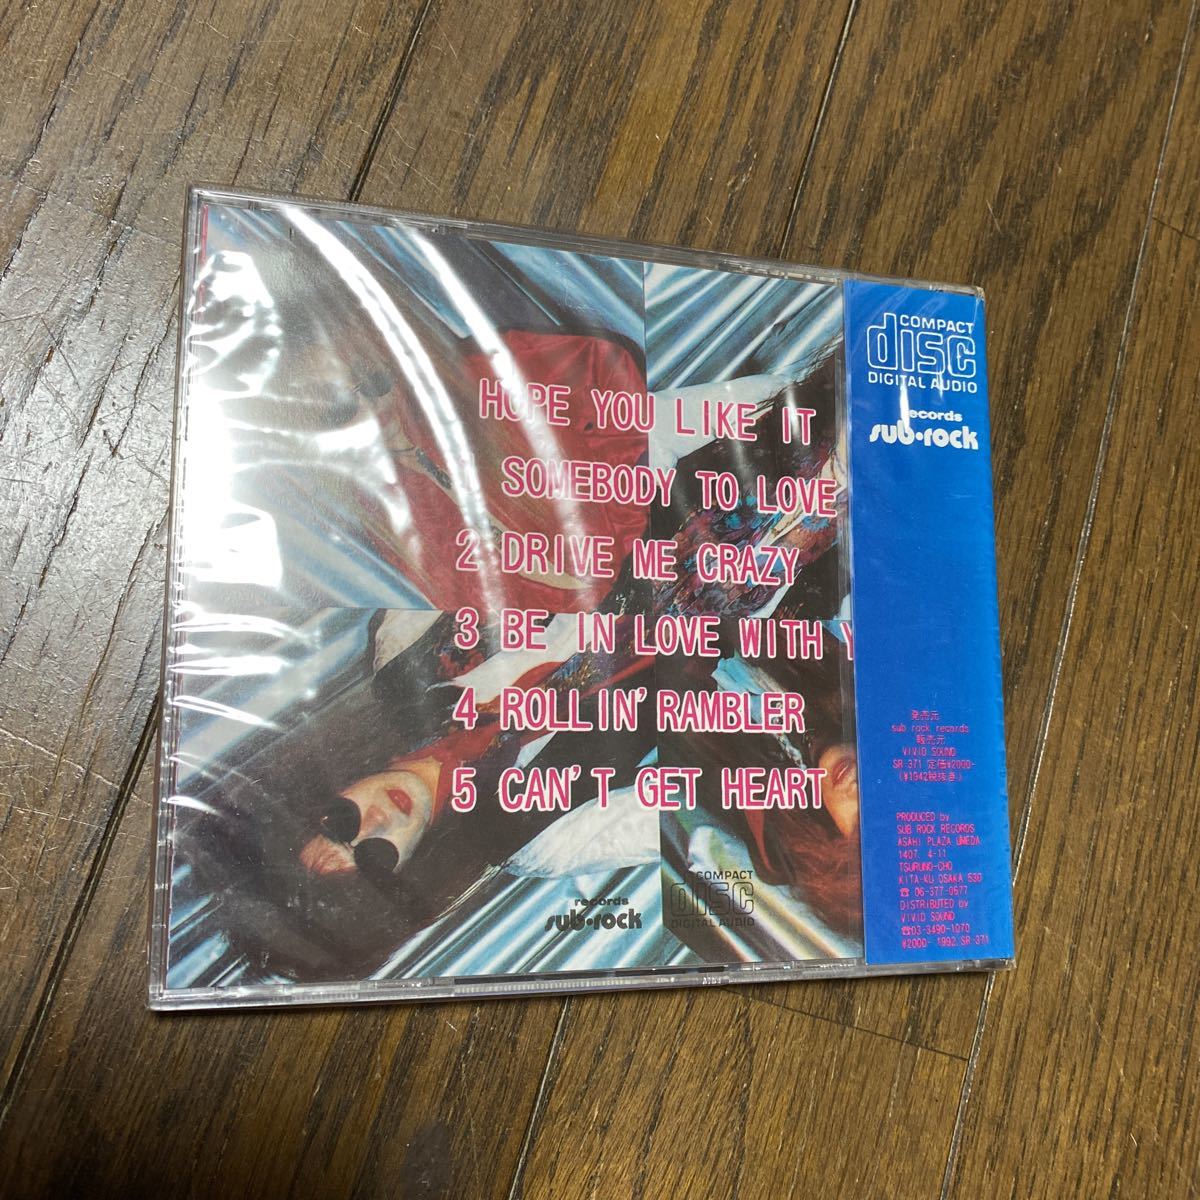 HOPE YOU LIKE IT
1 SOMEBODY TO LOVE
2 DRIVE ME CRAZY
3 BE IN LOVE WITH
4 ROLLIN' RAMBLER
5 CAN'T GET HEART
records
sub・rock
COMPACT
disc
DIGITAL AUDIO
COMPACT
disc
DIGITAL AUDIO
records
sub・rock
発売元
sub rock records
販売元
VIVID SOUND
SR-371 定価¥2000-
(¥1942税抜き)
PRODUCED by
SUB ROCK RECORDS
ASAHI PLAZA UMEDA
1407. 4-11
TSURUNO-CHO
KITA-KU OSAKA 530
☎ 06-377-0577
DISTRIBUTED by
VIVID SOUND
☎03-3490-1070
¥2000- 1992.SR-371